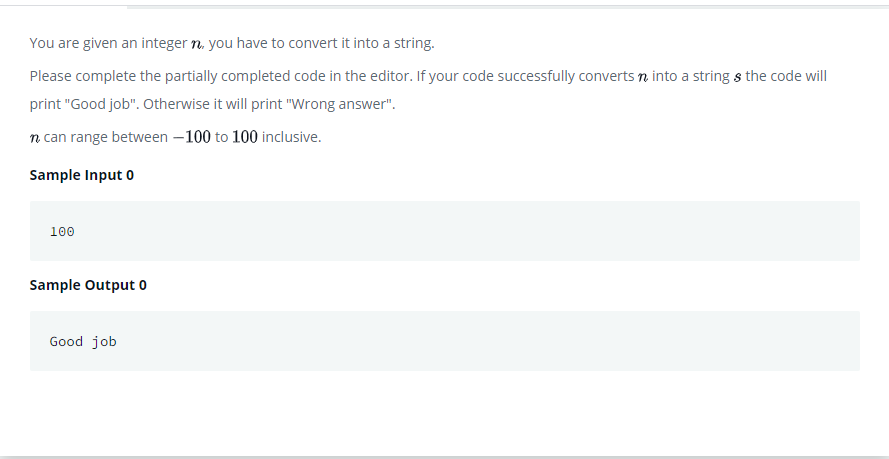 You are given an integer n, you have to convert it into a string.
Please complete the partially completed code in the editor. If your code successfully converts n into a string s the code will
print "Good job". Otherwise it will print "Wrong answer".
n can range between −100 to 100 inclusive.
Sample Input 0
100
Sample Output 0
Good job